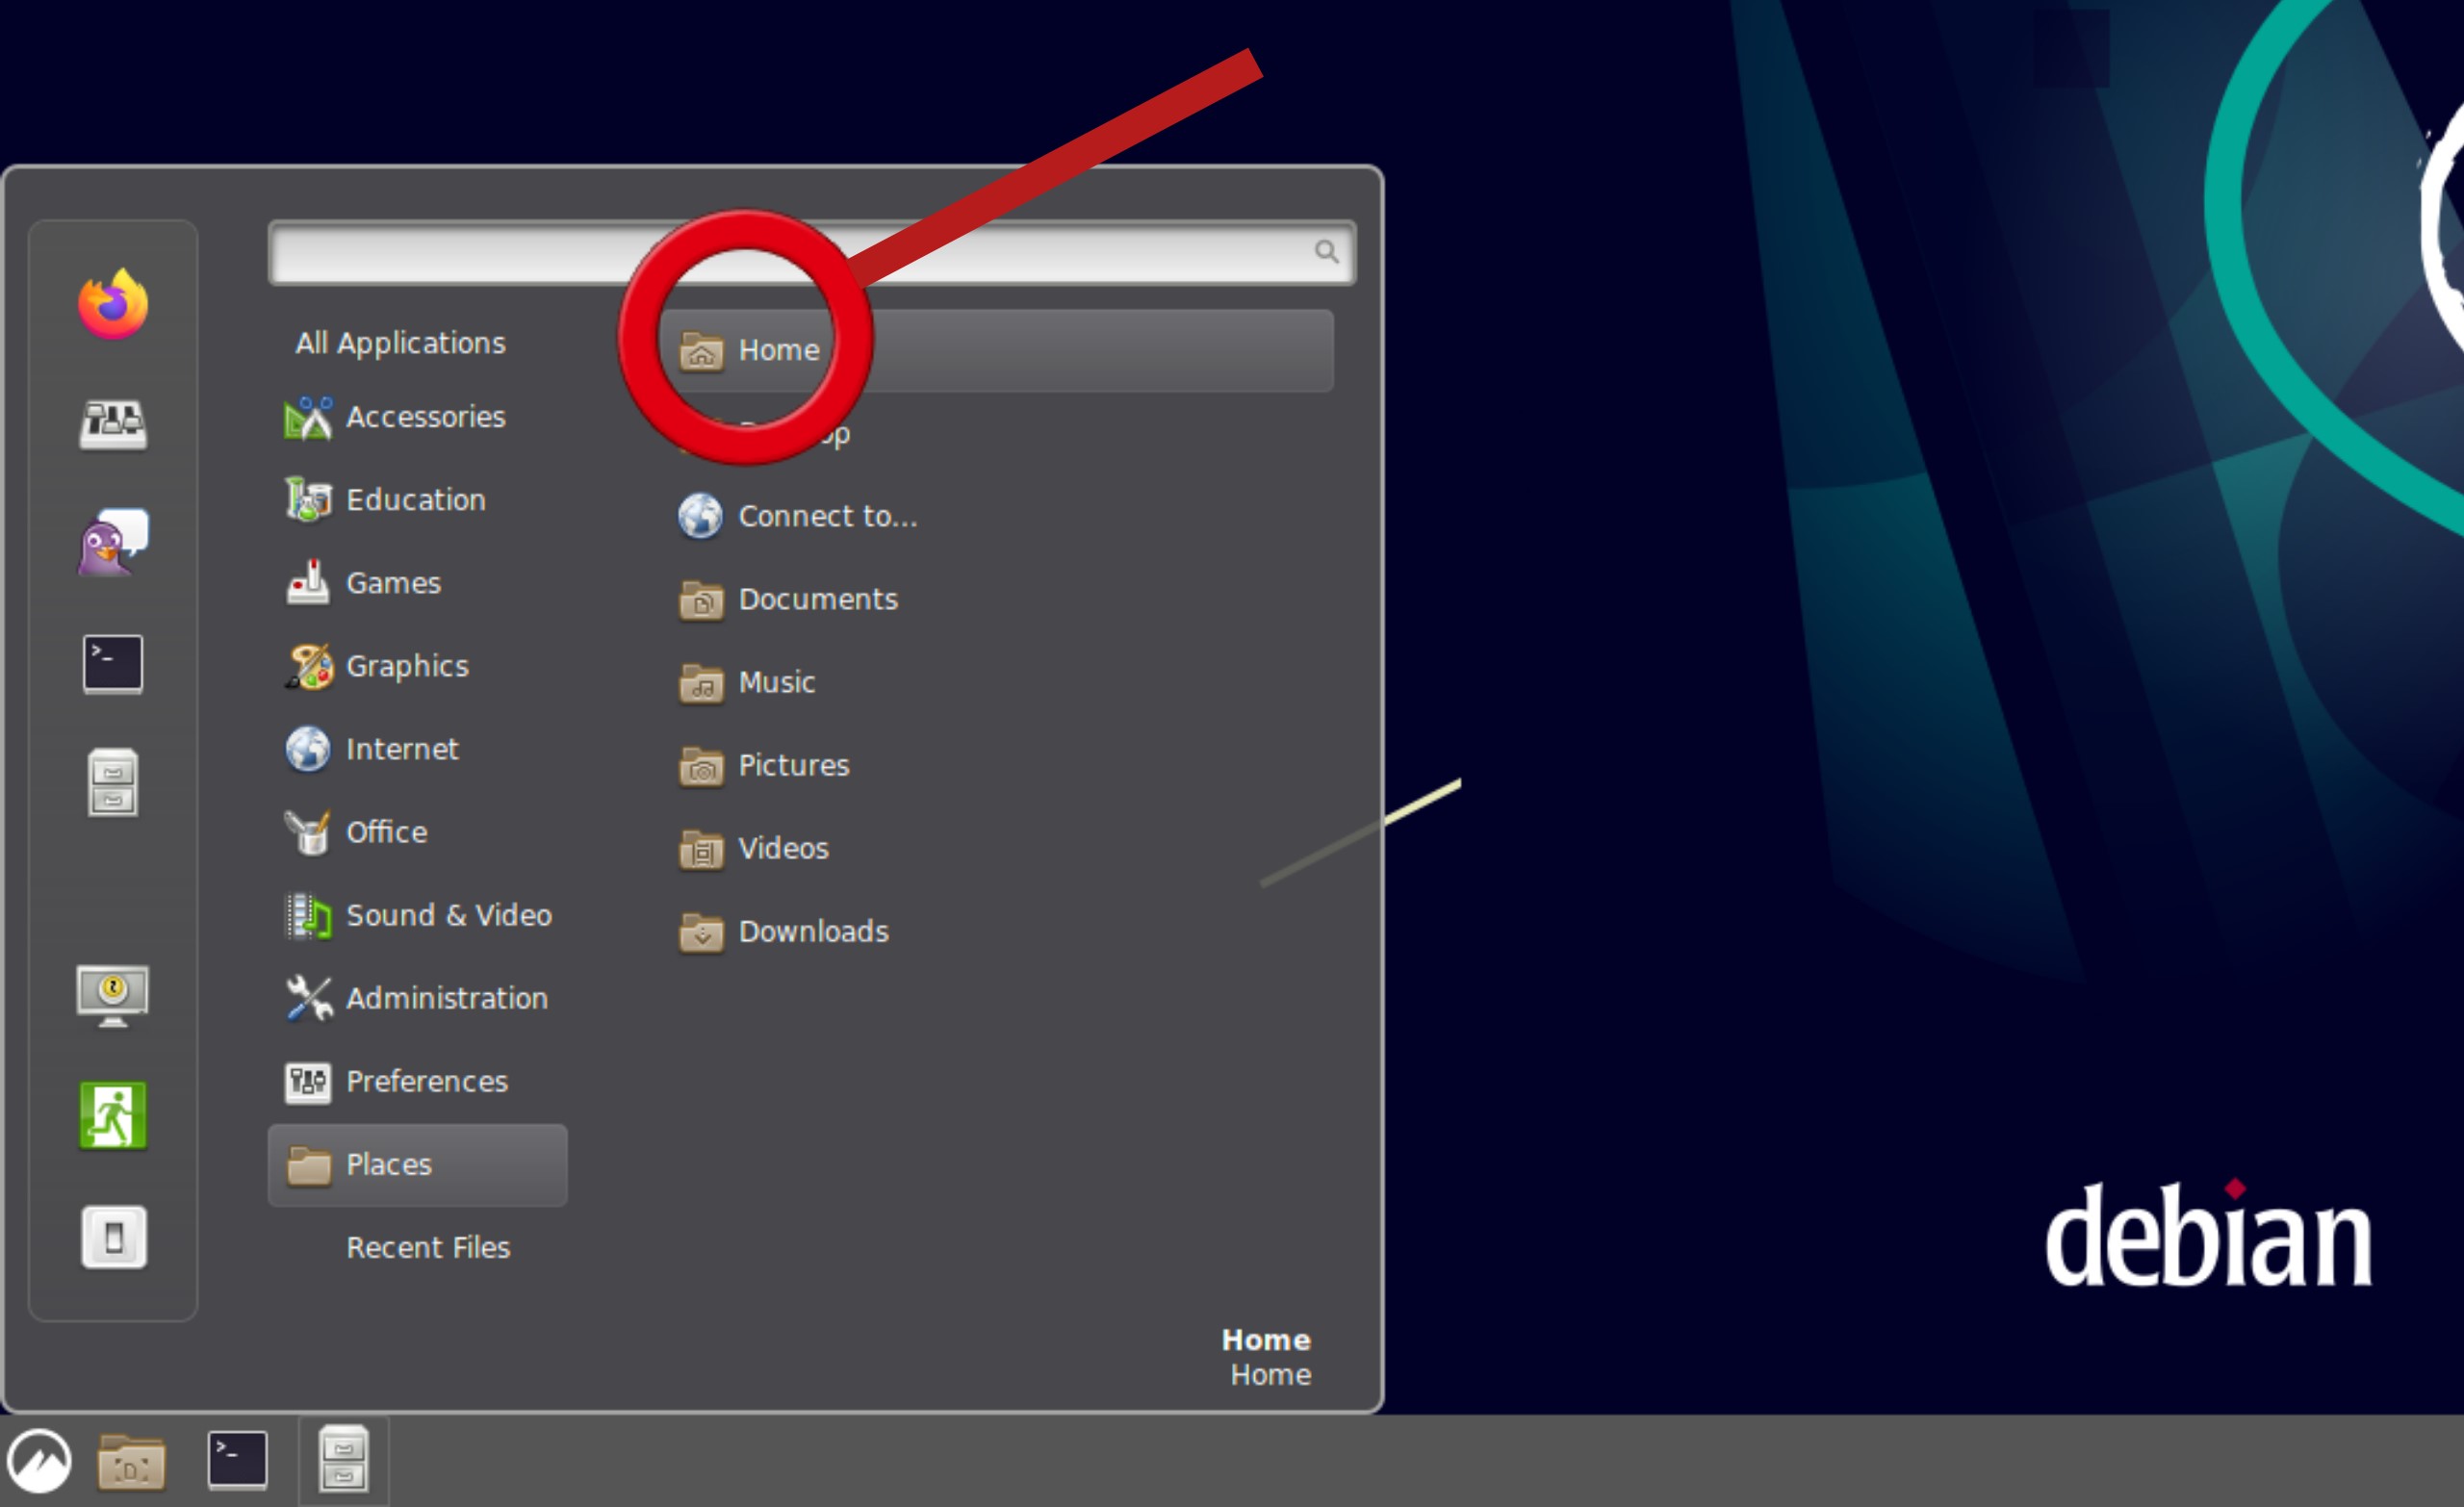 All Applications
Accessories
Education
Games
Graphics
Internet
Office
Sound & Video
Administration
Preferences
Places
Recent Files
Home
Connect to...
Documents
Music
Pictures
Videos
Downloads
Home
Home
debian